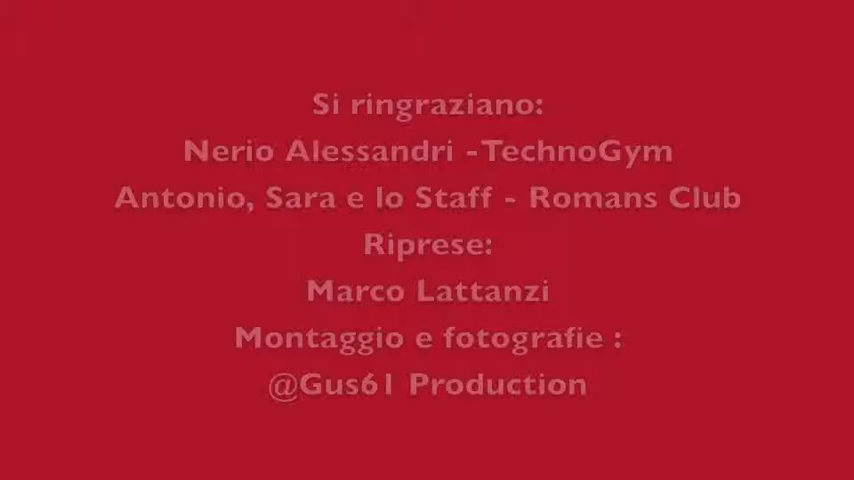 Si ringraziano:
Nerio Alessandri -TechnoGym
Antonio, Sara e lo Staff - Romans Club
Riprese:
Marco Lattanzi
Montaggio e fotografie :
@Gus61 Production